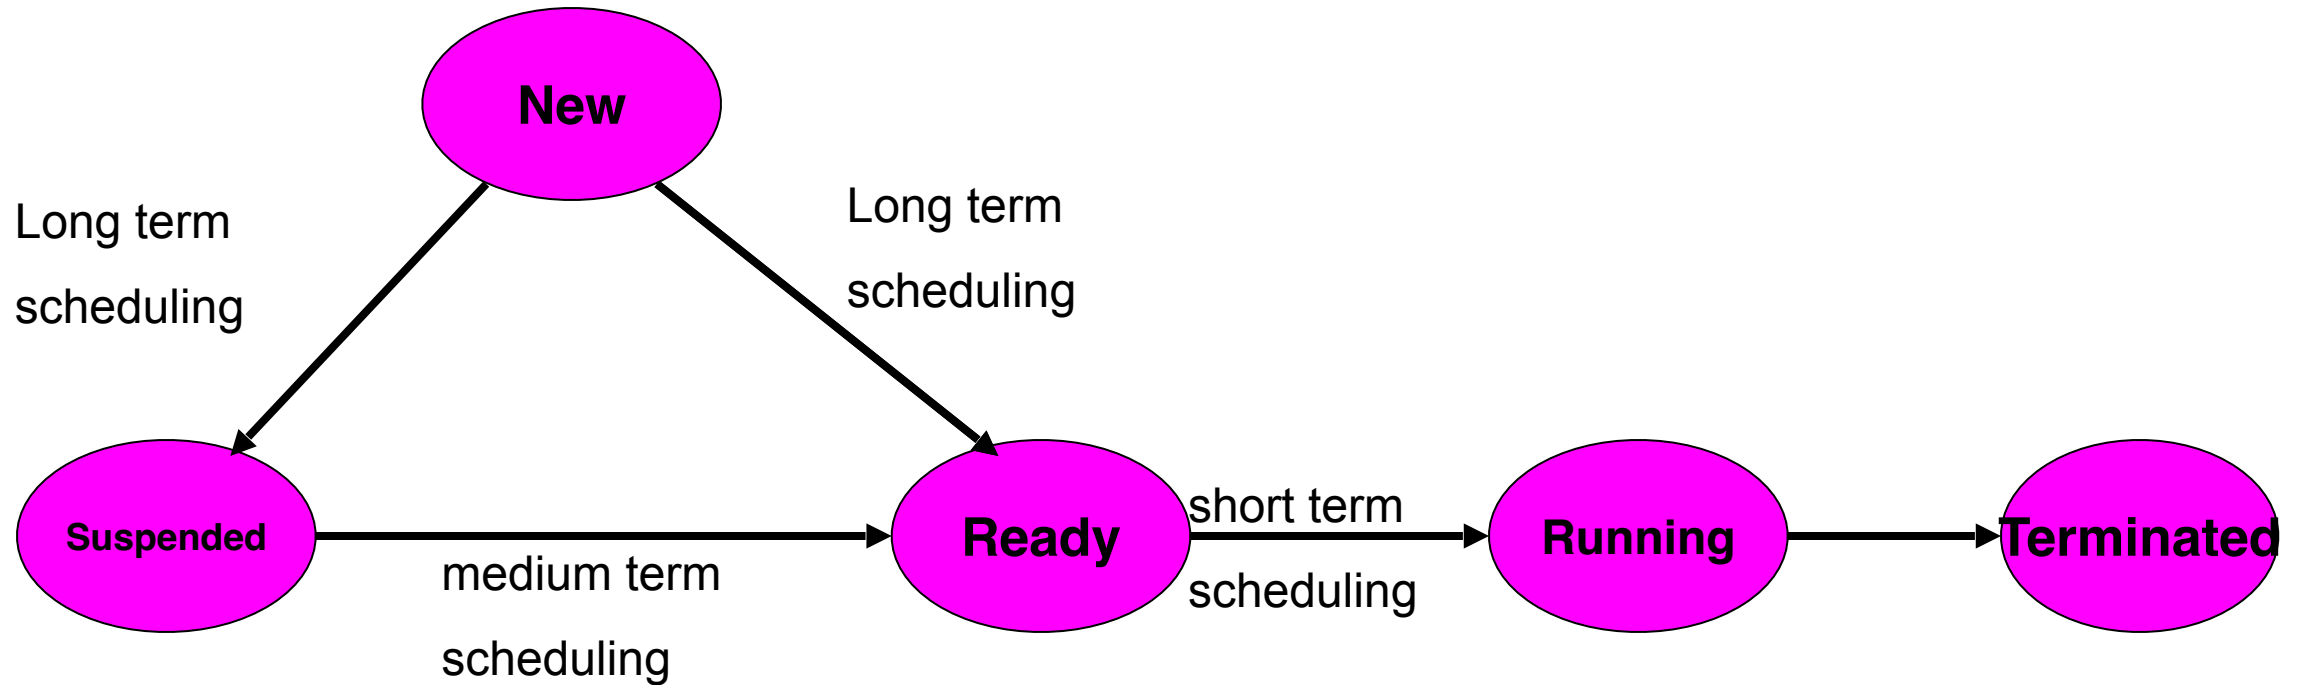 New
Long term
scheduling
Long term
scheduling
Suspended
medium term
scheduling
Ready
short term
scheduling
Running
Terminated